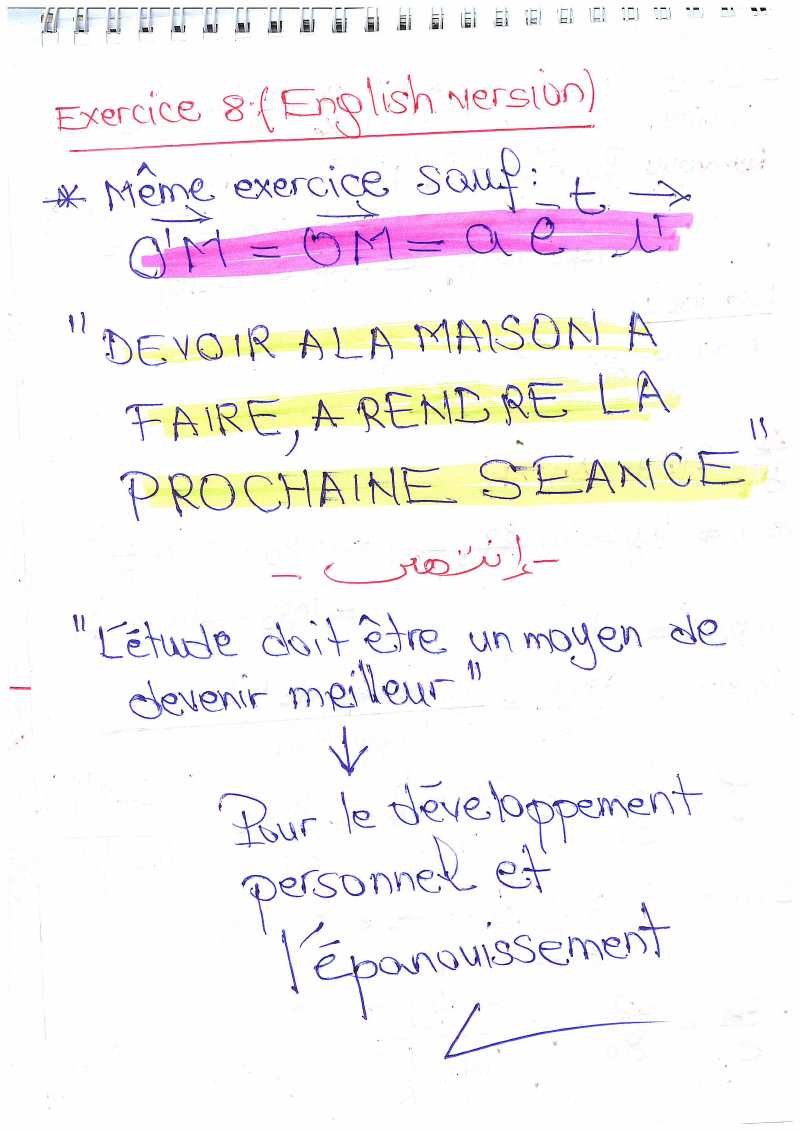 Exercice 8:(English version)
* Même exercice sauf:
O'M = OM = a e^-t i'
"DEVOIR A LA MAISON A
FAIRE, A RENDRE LA
PROCHAINE SEANCE"
- إنتهى -
"L'étude doit être un moyen de
devenir meilleur"
↓
Pour le développement
personnel et
l'épanouissement